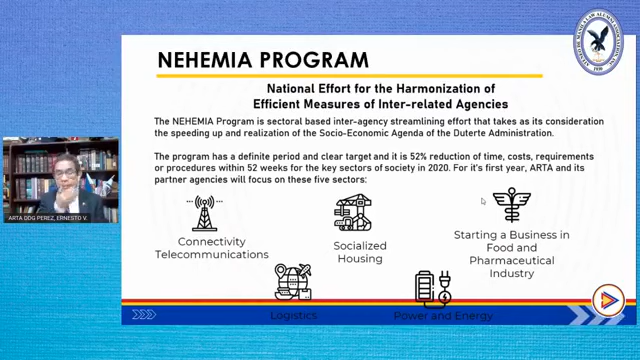 NEHEMIA PROGRAM
National Effort for the Harmonization of
Efficient Measures of Inter-related Agencies
The NEHEMIA Program is sectoral based inter-agency streamlining effort that takes as its consideration
the speeding up and realization of the Socio-Economic Agenda of the Duterte Administration.
The program has a definite period and clear target and it is 52% reduction of time, costs, requirements
or procedures within 52 weeks for the key sectors of society in 2020. For it's first year, ARTA and its
partner agencies will focus on these five sectors:
Connectivity
Telecommunications
Socialized
Housing
Starting a Business in
Food and
Pharmaceutical
Industry
Logistics
Power and Energy
ARTA DDG PEREZ, ERNESTO V.